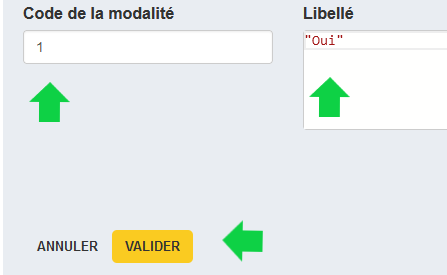 Code de la modalité
Libellé
1
"Oui"
ANNULER
VALIDER